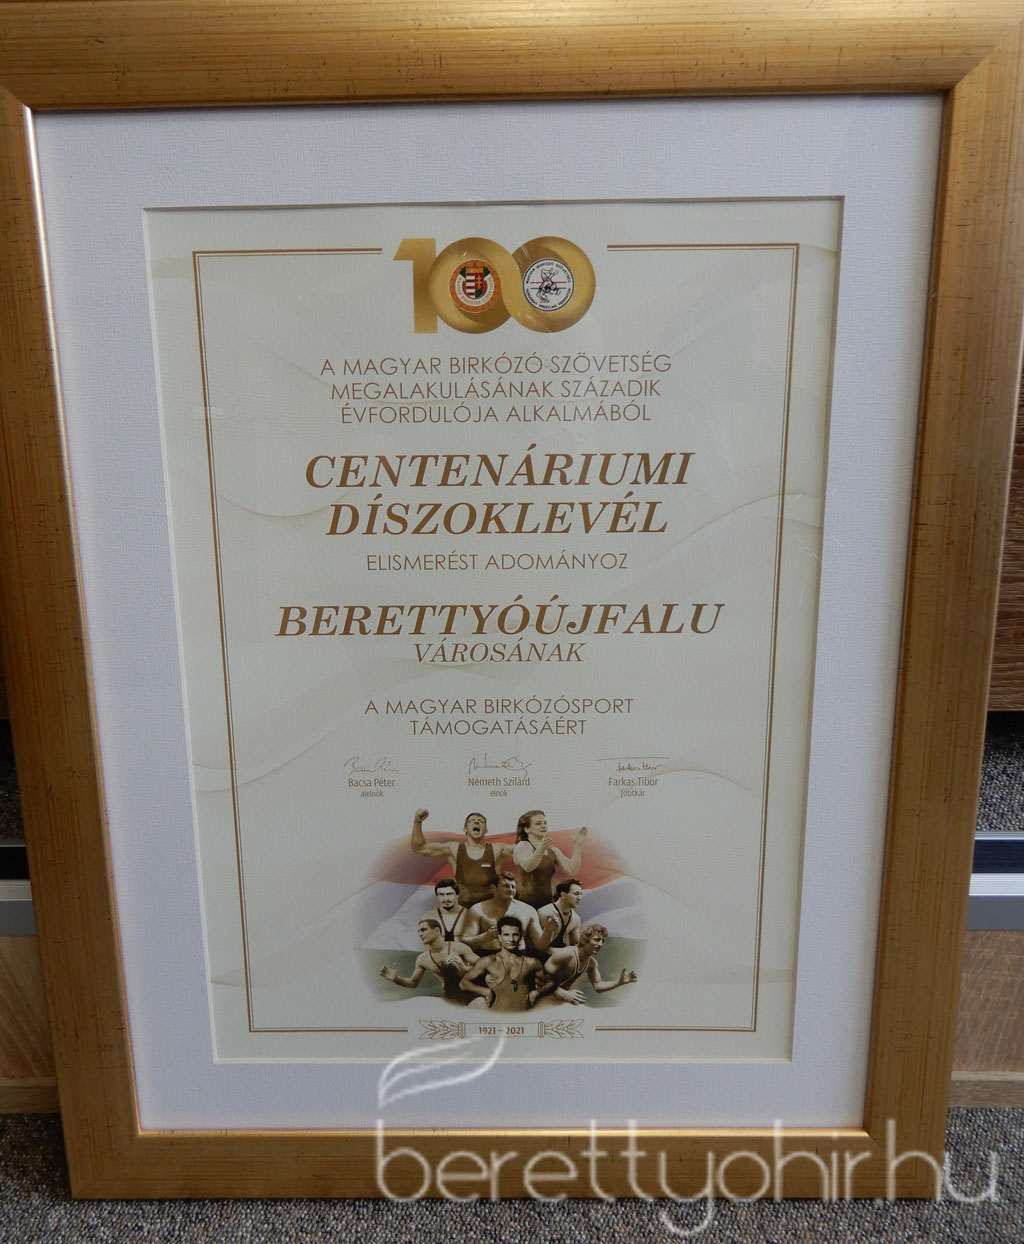 100
A MAGYAR BIRKÓZÓ SZÖVETSÉG
MEGALAKULÁSÁNAK SZÁZADIK
ÉVFORDULÓJA ALKALMÁBÓL
CENTENÁRIUMI
DÍSZOKLEVÉL
ELISMERÉST ADOMÁNYOZ
BERETTYÓÚJFALU
VÁROSÁNAK
A MAGYAR BIRKÓZÓSPORT
TÁMOGATÁSÁÉRT
Bacsa Péter Németh Szilárd Farkas Tibor
alelnök elnök főtitkár
1921 – 2021
berettyohir.hu